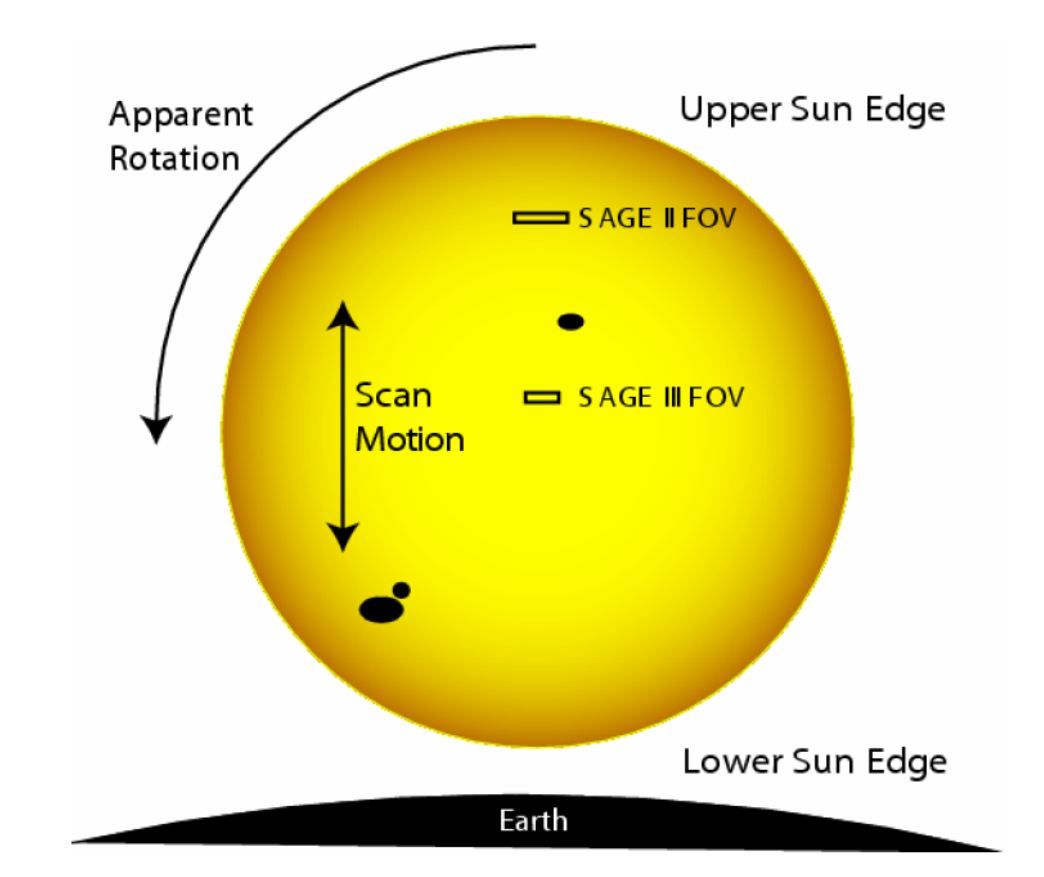 Apparent
Rotation
Upper Sun Edge
SAGE II FOV
SAGE III FOV
Scan
Motion
Lower Sun Edge
Earth